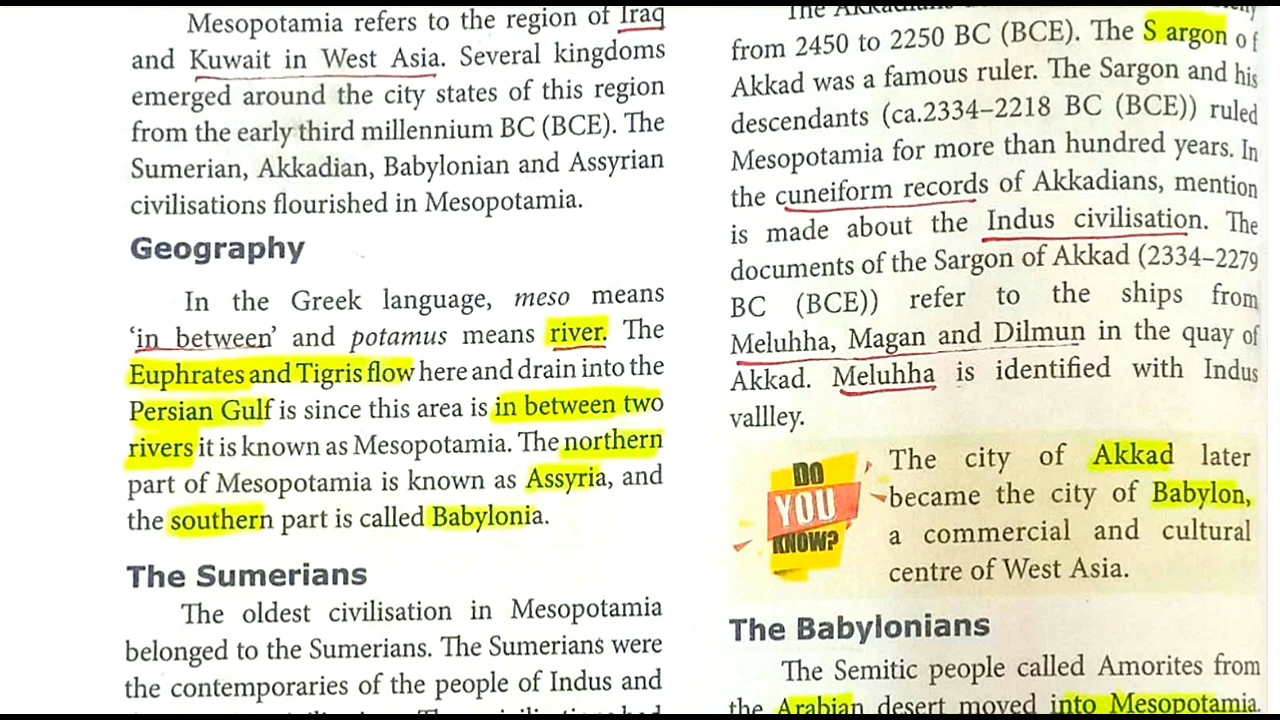 Mesopotamia refers to the region of Iraq
and Kuwait in West Asia. Several kingdoms
emerged around the city states of this region
from the early third millennium BC (BCE). The
Sumerian, Akkadian, Babylonian and Assyrian
civilisations flourished in Mesopotamia.
Geography
In the Greek language, meso means
‘in between’ and potamus means river. The
Euphrates and Tigris flow here and drain into the
Persian Gulf is since this area is in between two
rivers it is known as Mesopotamia. The northern
part of Mesopotamia is known as Assyria, and
the southern part is called Babylonia.
The Sumerians
The oldest civilisation in Mesopotamia
belonged to the Sumerians. The Sumerians were
the contemporaries of the people of Indus and
The Akkadians
from 2450 to 2250 BC (BCE). The S argon of
Akkad was a famous ruler. The Sargon and his
descendants (ca.2334–2218 BC (BCE)) ruled
Mesopotamia for more than hundred years. In
the cuneiform records of Akkadians, mention
is made about the Indus civilisation. The
documents of the Sargon of Akkad (2334–2279
BC (BCE)) refer to the ships from
Meluhha, Magan and Dilmun in the quay of
Akkad. Meluhha is identified with Indus
vallley.
DO
YOU
KNOW?
The city of Akkad later
became the city of Babylon,
a commercial and cultural
centre of West Asia.
The Babylonians
The Semitic people called Amorites from
the Arabian desert moved into Mesopotamia.